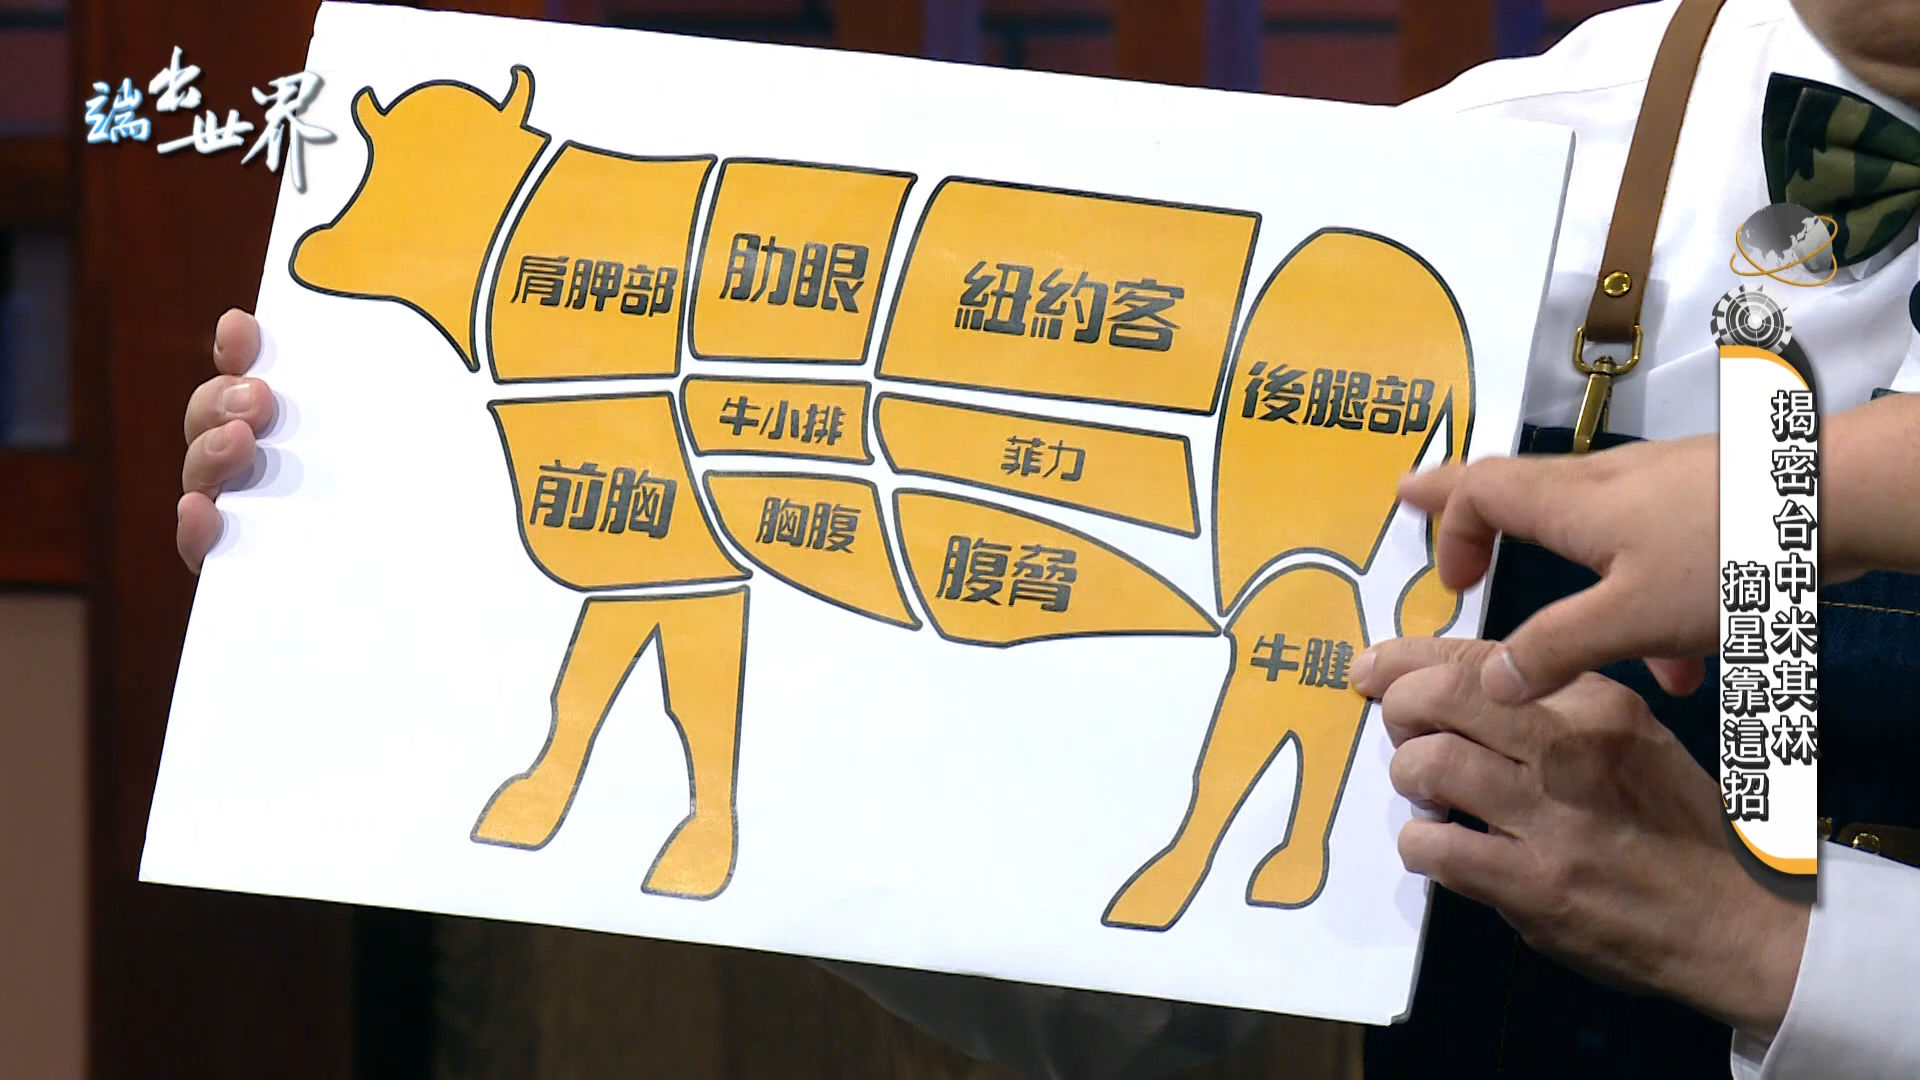 端出世界
肩胛部
肋眼
紐約客
後腿部
牛小排
菲力
前胸
胸腹
腹脅
牛腱
揭密台中米其林
摘星靠這招